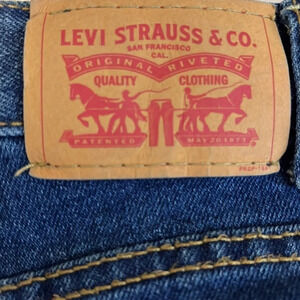 LEVI STRAUSS & CO.
SAN FRANCISCO
CAL.
ORIGINAL RIVETED
QUALITY CLOTHING
PATENTED MAY 20 1873